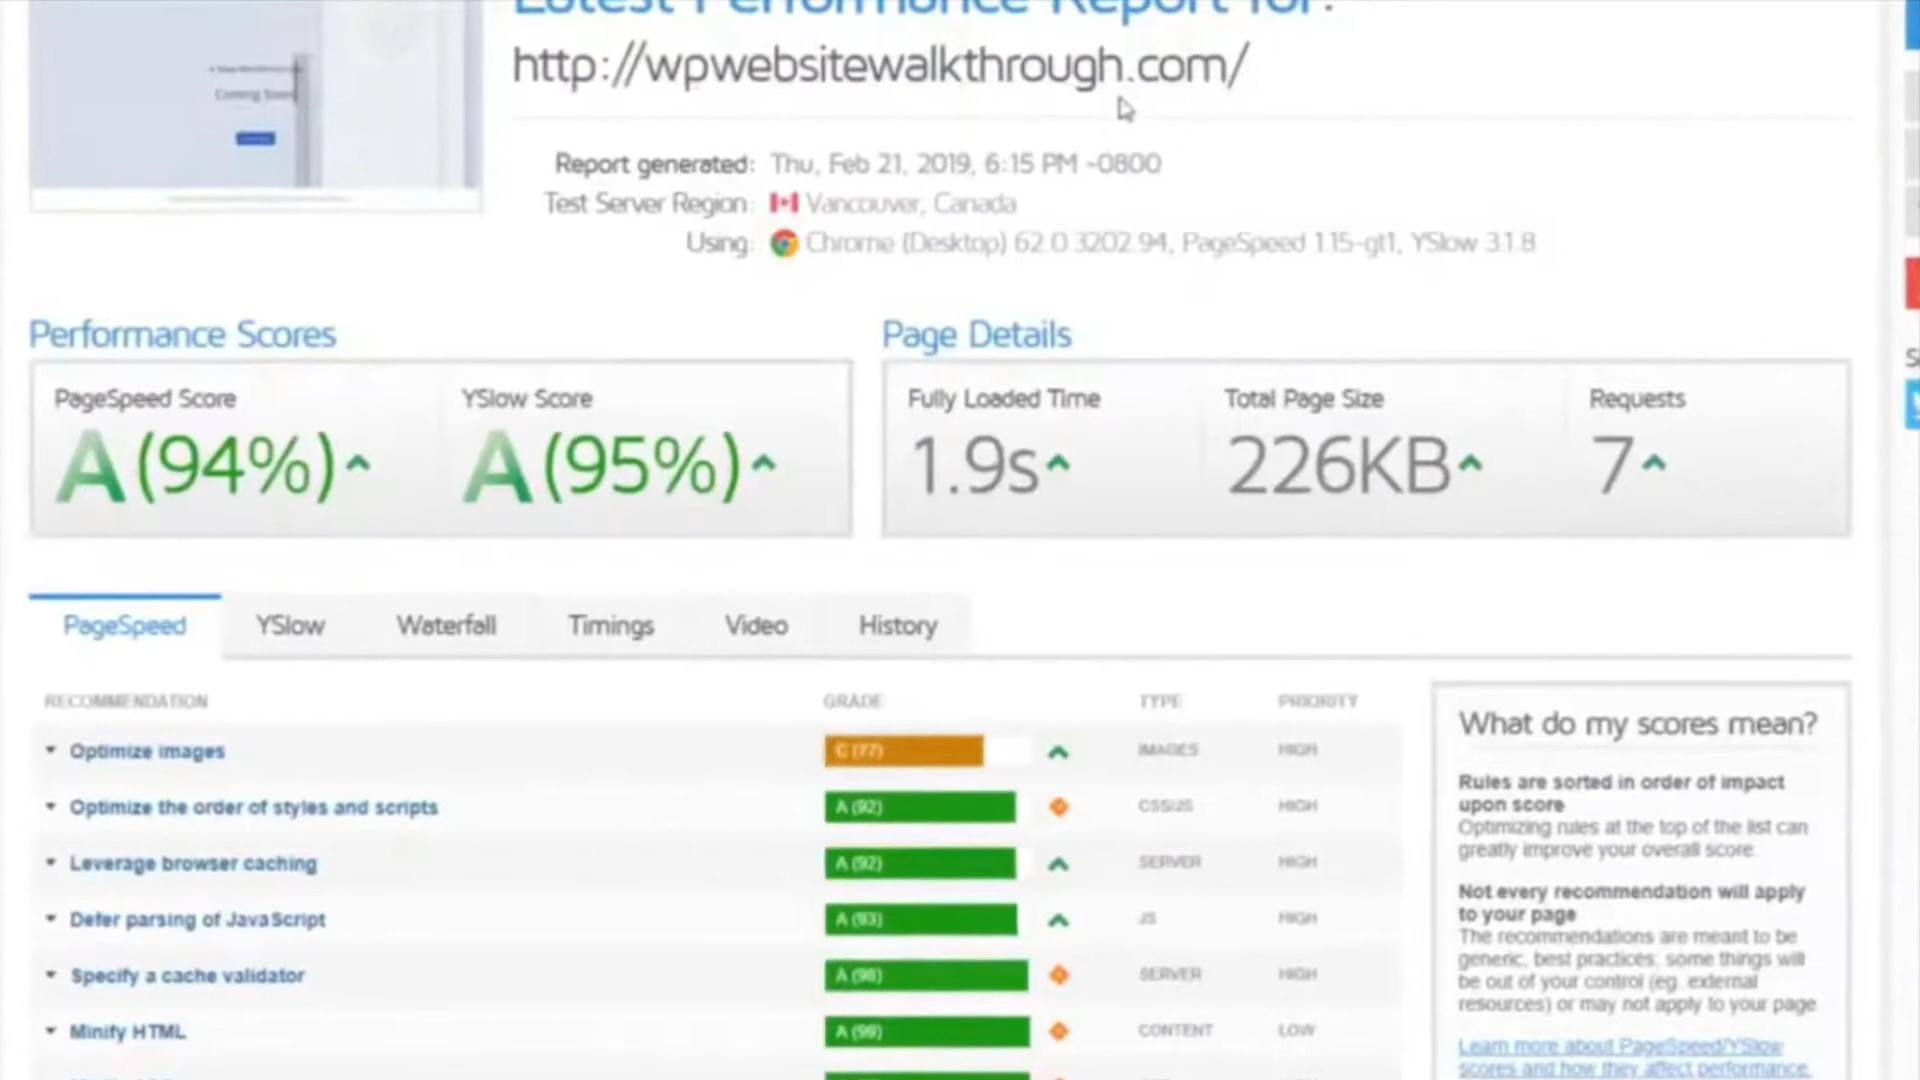 Latest Performance Report for:
http://wpwebsitewalkthrough.com/
Coming Soon
Report generated: Thu, Feb 21, 2019, 6:15 PM -0800
Test Server Region: Vancouver, Canada
Using: Chrome (Desktop) 62.0.3202.94, PageSpeed 1.15-gt1, YSlow 3.1.8
Performance Scores
PageSpeed Score
YSlow Score
A (94%)
A (95%)
Page Details
Fully Loaded Time
Total Page Size
Requests
1.9s
226KB
7
PageSpeed
YSlow
Waterfall
Timings
Video
History
RECOMMENDATION GRADE TYPE PRIORITY
Optimize images C (77) IMAGES HIGH
Optimize the order of styles and scripts A (92) CSS/JS HIGH
Leverage browser caching A (92) SERVER HIGH
Defer parsing of JavaScript A (93) JS HIGH
Specify a cache validator A (98) SERVER HIGH
Minify HTML A (99) CONTENT LOW
What do my scores mean?
Rules are sorted in order of impact
upon score
Optimizing rules at the top of the list can
greatly improve your overall score.
Not every recommendation will apply
to your page
The recommendations are meant to be
generic, best practices; some things will
be out of your control (eg. external
resources) or may not apply to your page
Learn more about PageSpeed/YSlow
scores and how they affect performance.